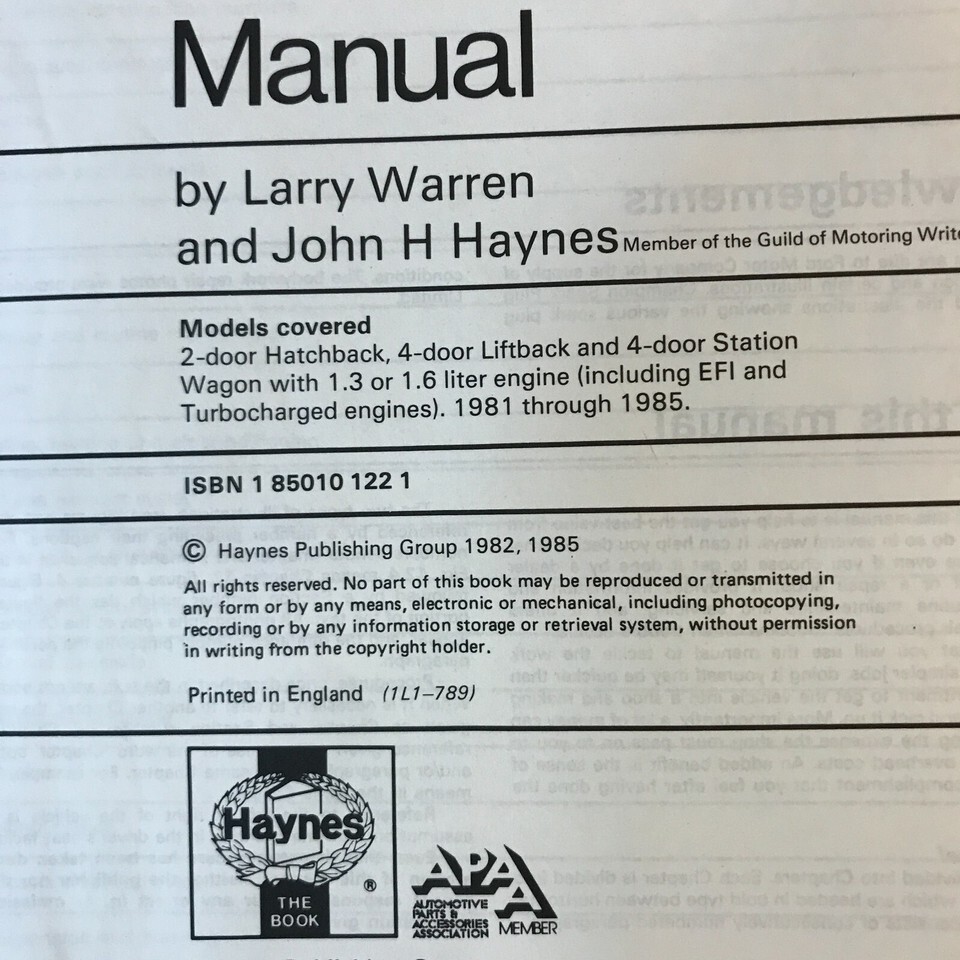 Manual
by Larry Warren
and John H Haynes Member of the Guild of Motoring
Models covered
2-door Hatchback, 4-door Liftback and 4-door Station
Wagon with 1.3 or 1.6 liter engine (including EFI and
Turbocharged engines). 1981 through 1985.
ISBN 1 85010 122 1
© Haynes Publishing Group 1982, 1985
All rights reserved. No part of this book may be reproduced or transmitted in
any form or by any means, electronic or mechanical, including photocopying,
recording or by any information storage or retrieval system, without permission
in writing from the copyright holder.
Printed in England (1L1–789)
Haynes
®
THE
BOOK
APAA
AUTOMOTIVE
PARTS &
ACCESSORIES
ASSOCIATION MEMBER